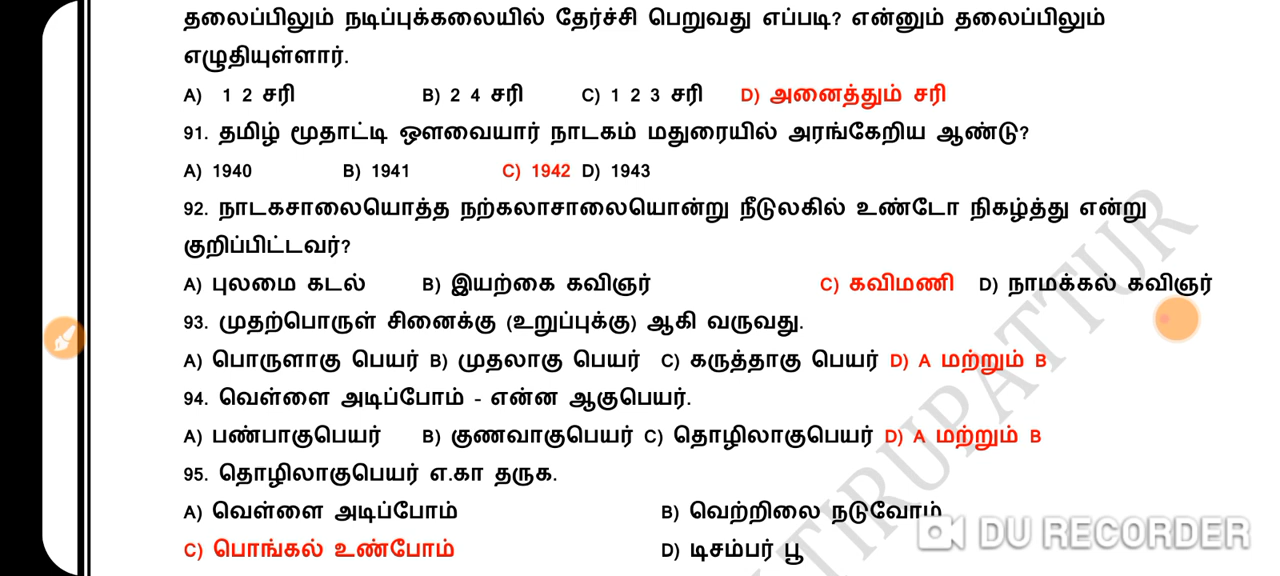 தலைப்பிலும் நடிப்புக்கலையில் தேர்ச்சி பெறுவது எப்படி? என்னும் தலைப்பிலும்
எழுதியுள்ளார்.
A) 1 2 சரி B) 2 4 சரி C) 1 2 3 சரி D) அனைத்தும் சரி
91. தமிழ் மூதாட்டி ஔவையார் நாடகம் மதுரையில் அரங்கேறிய ஆண்டு?
A) 1940 B) 1941 C) 1942 D) 1943
92. நாடகசாலையொத்த நற்கலாசாலையொன்று நீடுலகில் உண்டோ நிகழ்த்து என்று
குறிப்பிட்டவர்?
A) புலமை கடல் B) இயற்கை கவிஞர் C) கவிமணி D) நாமக்கல் கவிஞர்
93. முதற்பொருள் சினைக்கு (உறுப்புக்கு) ஆகி வருவது.
A) பொருளாகு பெயர் B) முதலாகு பெயர் C) கருத்தாகு பெயர் D) A மற்றும் B
94. வெள்ளை அடிப்போம் - என்ன ஆகுபெயர்.
A) பண்பாகுபெயர் B) குணவாகுபெயர் C) தொழிலாகுபெயர் D) A மற்றும் B
95. தொழிலாகுபெயர் எ.கா தருக.
A) வெள்ளை அடிப்போம் B) வெற்றிலை நடுவோம்
C) பொங்கல் உண்போம் D) டிசம்பர் பூ
TIRUPATTUR
DU RECORDER